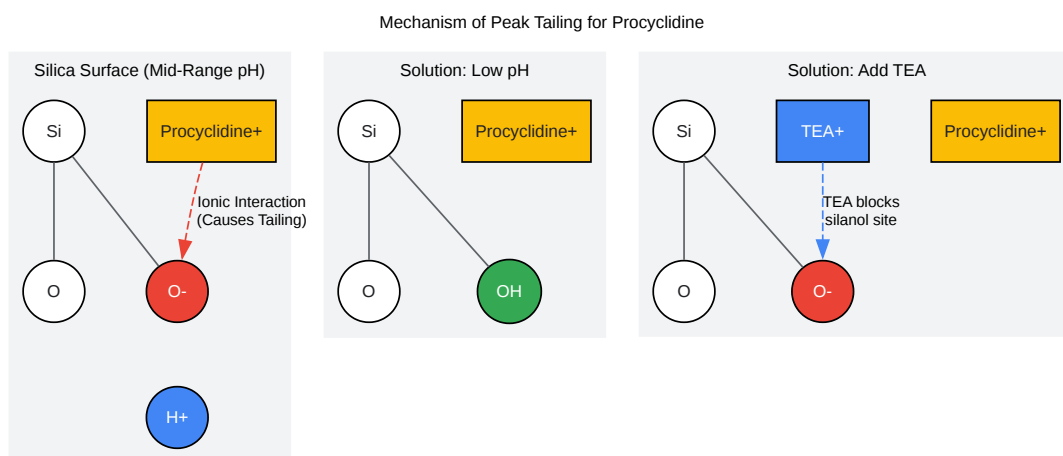 Mechanism of Peak Tailing for Procyclidine
Silica Surface (Mid-Range pH)
Si
Procyclidine+
Ionic Interaction
(Causes Tailing)
O
O-
H+
Solution: Low pH
Si
Procyclidine+
O
OH
Solution: Add TEA
Si
TEA+
Procyclidine+
TEA blocks
silanol site
O
O-